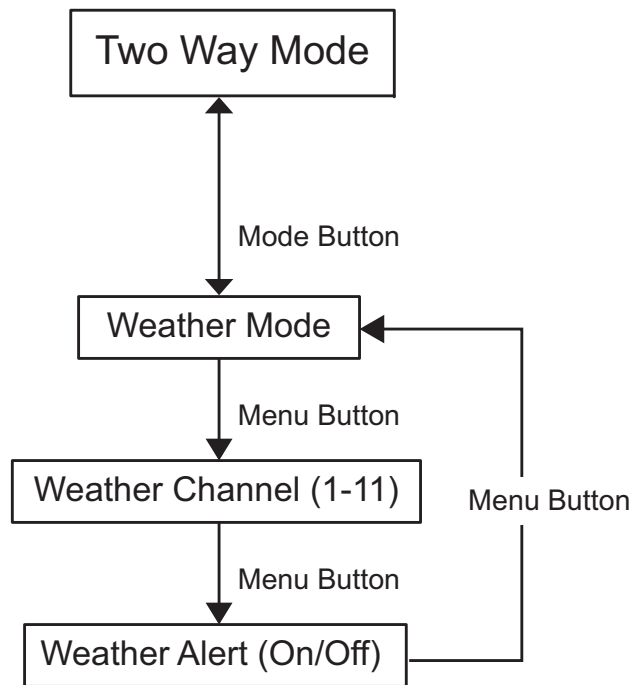 Two Way Mode
Mode Button
Weather Mode
Menu Button
Weather Channel (1-11)
Menu Button
Menu Button
Weather Alert (On/Off)